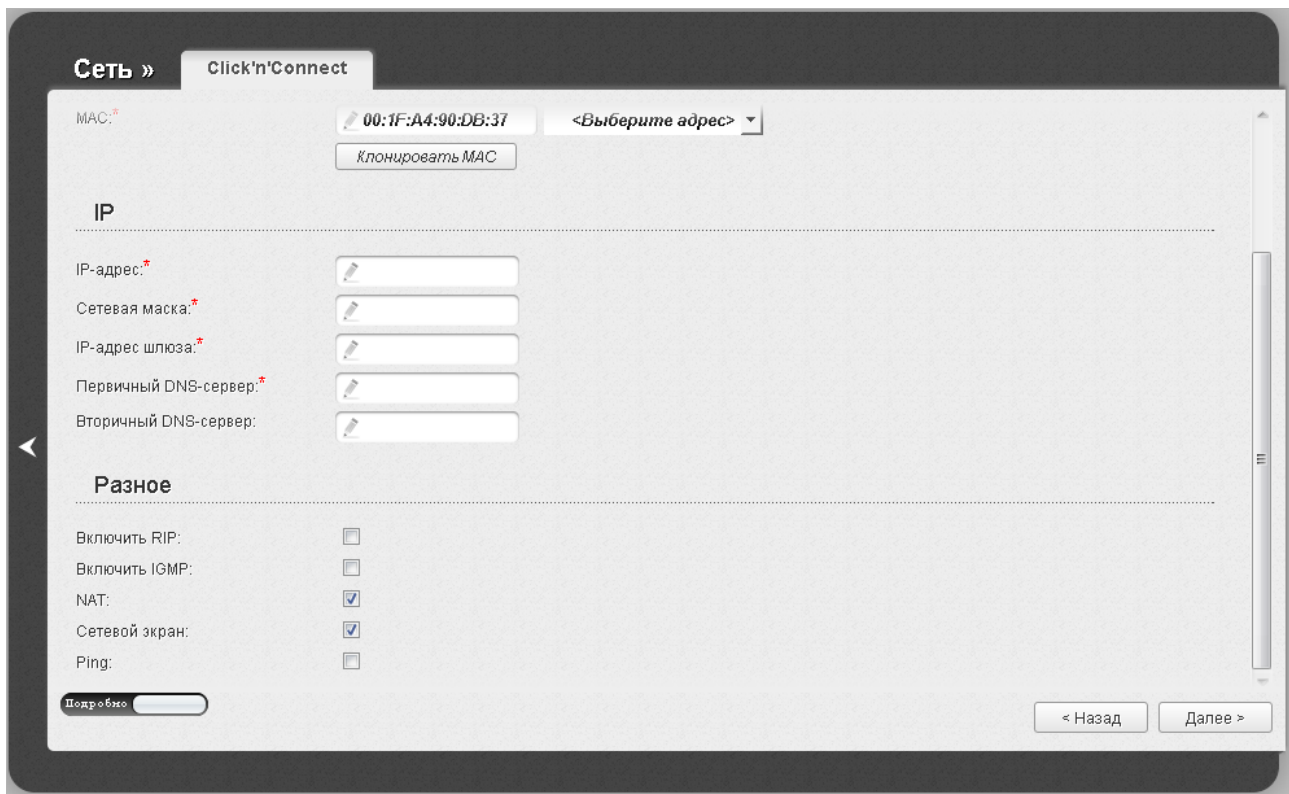 Сеть » Click'n'Connect
MAC:* 00:1F:A4:90:DB:37 <Выберите адрес>
Клонировать MAC
IP
IP-адрес:*
Сетевая маска:*
IP-адрес шлюза:*
Первичный DNS-сервер:*
Вторичный DNS-сервер:
Разное
Включить RIP:
Включить IGMP:
NAT:
Сетевой экран:
Ping:
Подробно
< Назад Далее >